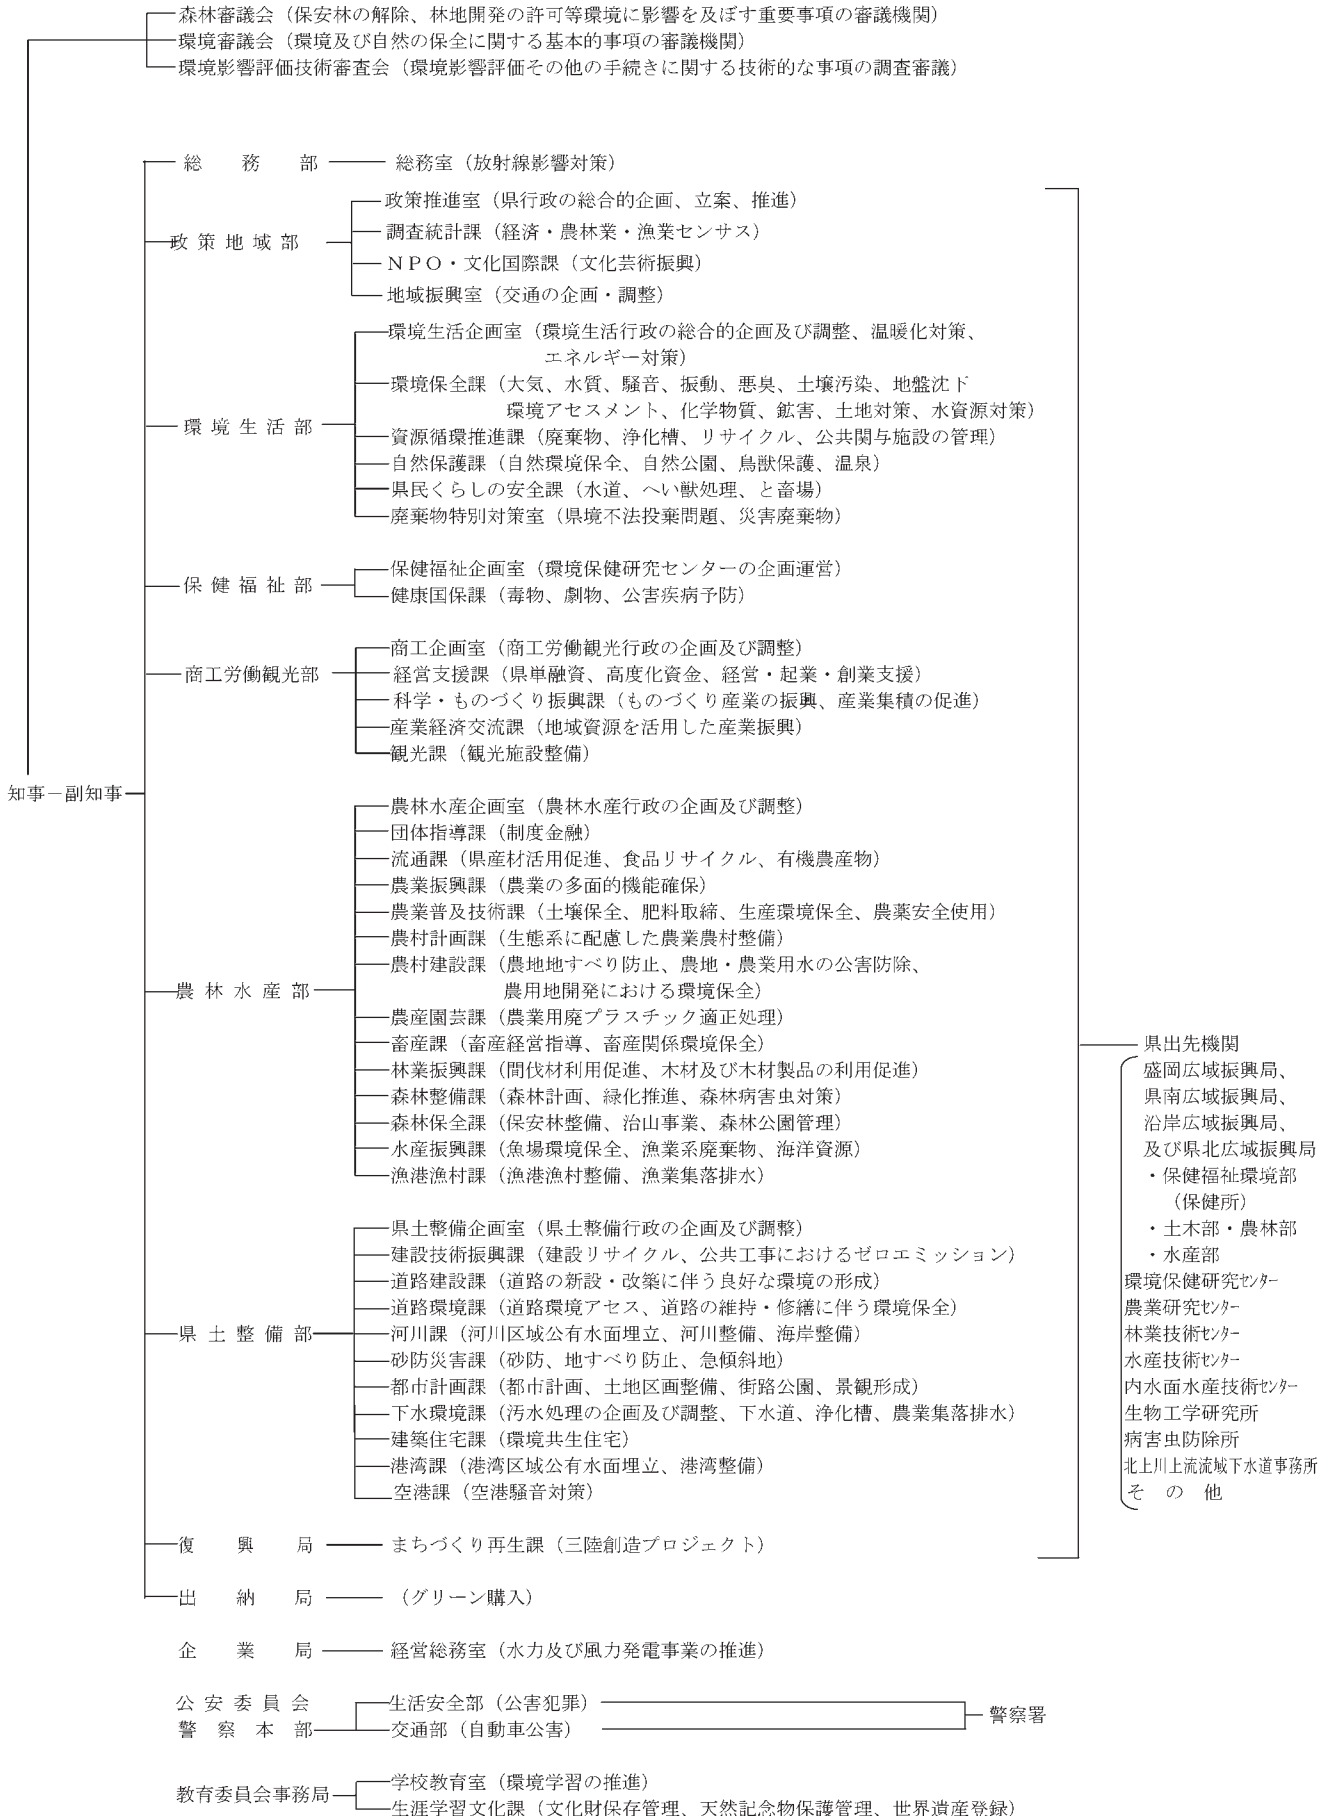 森林審議会（保安林の解除、林地開発の許可等環境に影響を及ぼす重要事項の審議機関）
環境審議会（環境及び自然の保全に関する基本的事項の審議機関）
環境影響評価技術審査会（環境影響評価その他の手続きに関する技術的な事項の調査審議）
知事－副知事
総務部
総務室（放射線影響対策）
政策地域部
政策推進室（県行政の総合的企画、立案、推進）
調査統計課（経済・農林業・漁業センサス）
ＮＰＯ・文化国際課（文化芸術振興）
地域振興室（交通の企画・調整）
環境生活部
環境生活企画室（環境生活行政の総合的企画及び調整、温暖化対策、
エネルギー対策）
環境保全課（大気、水質、騒音、振動、悪臭、土壌汚染、地盤沈下
環境アセスメント、化学物質、鉱害、土地対策、水資源対策）
資源循環推進課（廃棄物、浄化槽、リサイクル、公共関与施設の管理）
自然保護課（自然環境保全、自然公園、鳥獣保護、温泉）
県民くらしの安全課（水道、へい獣処理、と畜場）
廃棄物特別対策室（県境不法投棄問題、災害廃棄物）
保健福祉部
保健福祉企画室（環境保健研究センターの企画運営）
健康国保課（毒物、劇物、公害疾病予防）
商工労働観光部
商工企画室（商工労働観光行政の企画及び調整）
経営支援課（県単融資、高度化資金、経営・起業・創業支援）
科学・ものづくり振興課（ものづくり産業の振興、産業集積の促進）
産業経済交流課（地域資源を活用した産業振興）
観光課（観光施設整備）
農林水産部
農林水産企画室（農林水産行政の企画及び調整）
団体指導課（制度金融）
流通課（県産材活用促進、食品リサイクル、有機農産物）
農業振興課（農業の多面的機能確保）
農業普及技術課（土壌保全、肥料取締、生産環境保全、農薬安全使用）
農村計画課（生態系に配慮した農業農村整備）
農村建設課（農地地すべり防止、農地・農業用水の公害防除、
農用地開発における環境保全）
農産園芸課（農業用廃プラスチック適正処理）
畜産課（畜産経営指導、畜産関係環境保全）
林業振興課（間伐材利用促進、木材及び木材製品の利用促進）
森林整備課（森林計画、緑化推進、森林病害虫対策）
森林保全課（保安林整備、治山事業、森林公園管理）
水産振興課（魚場環境保全、漁業系廃棄物、海洋資源）
漁港漁村課（漁港漁村整備、漁業集落排水）
県土整備部
県土整備企画室（県土整備行政の企画及び調整）
建設技術振興課（建設リサイクル、公共工事におけるゼロエミッション）
道路建設課（道路の新設・改築に伴う良好な環境の形成）
道路環境課（道路環境アセス、道路の維持・修繕に伴う環境保全）
河川課（河川区域公有水面埋立、河川整備、海岸整備）
砂防災害課（砂防、地すべり防止、急傾斜地）
都市計画課（都市計画、土地区画整備、街路公園、景観形成）
下水環境課（汚水処理の企画及び調整、下水道、浄化槽、農業集落排水）
建築住宅課（環境共生住宅）
港湾課（港湾区域公有水面埋立、港湾整備）
空港課（空港騒音対策）
復興局
まちづくり再生課（三陸創造プロジェクト）
出納局
（グリーン購入）
企業局
経営総務室（水力及び風力発電事業の推進）
公安委員会
警察本部
生活安全部（公害犯罪）
交通部（自動車公害）
警察署
教育委員会事務局
学校教育室（環境学習の推進）
生涯学習文化課（文化財保存管理、天然記念物保護管理、世界遺産登録）
県出先機関
盛岡広域振興局、
県南広域振興局、
沿岸広域振興局、
及び県北広域振興局
・保健福祉環境部
（保健所）
・土木部・農林部
・水産部
環境保健研究ｾﾝﾀｰ
農業研究ｾﾝﾀｰ
林業技術ｾﾝﾀｰ
水産技術ｾﾝﾀｰ
内水面水産技術ｾﾝﾀｰ
生物工学研究所
病害虫防除所
北上川上流流域下水道事務所
その他